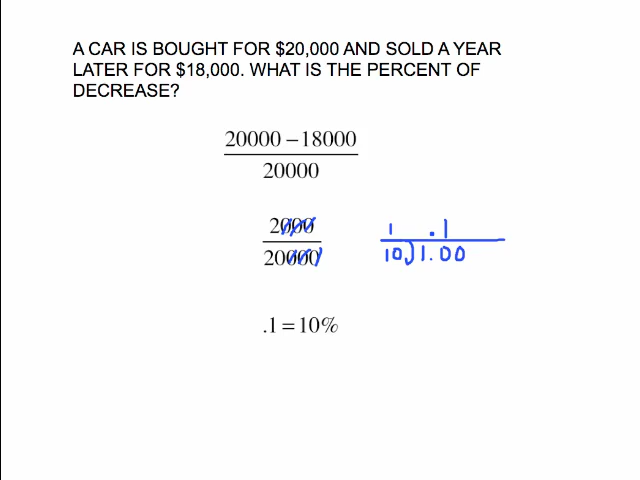 A CAR IS BOUGHT FOR $20,000 AND SOLD A YEAR
LATER FOR $18,000. WHAT IS THE PERCENT OF
DECREASE?
20000 – 18000
20000
2000
20000
1 .1
10)1.00
.1 = 10%